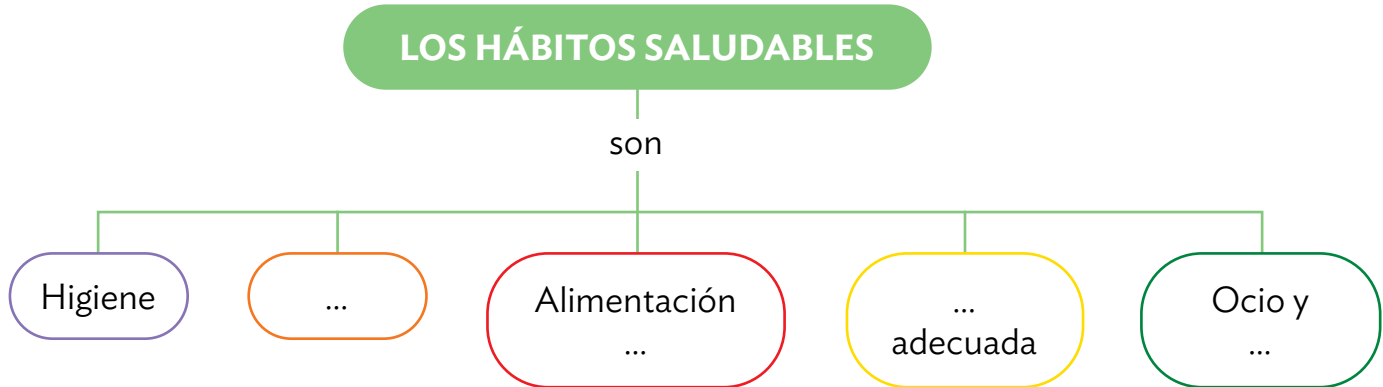 LOS HÁBITOS SALUDABLES
son
Higiene
...
Alimentación
...
...
adecuada
Ocio y
...